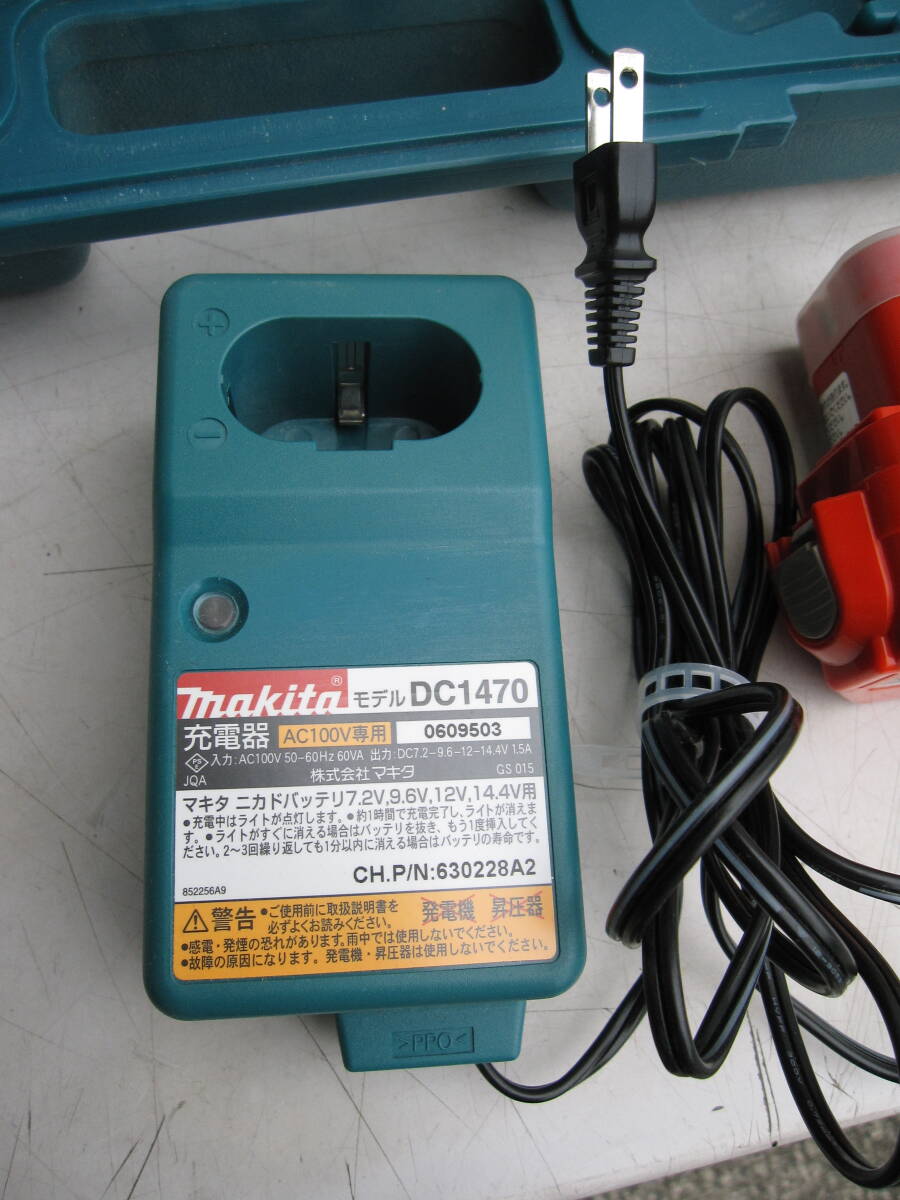 +
−
makita® モデル DC1470
充電器 AC100V専用 0609503
PS E 入力:AC100V 50-60Hz 60VA 出力:DC7.2-9.6-12-14.4V 1.5A
JQA 株式会社マキタ GS 015
マキタ ニカドバッテリ7.2V,9.6V,12V,14.4V用
●充電中はライトが点灯します。●約1時間で充電完了し、ライトが消えま
す。●ライトがすぐに消える場合はバッテリを抜き、もう1度挿入してく
ださい。2~3回繰り返しても1分以内に消える場合はバッテリの寿命です。
CH.P/N:630228A2
852256A9
警告 ●ご使用前に取扱説明書を
必ずよくお読みください。
発電機 昇圧器
●感電・発煙の恐れがあります。雨中では使用しないでください。
●故障の原因になります。発電機・昇圧器は使用しないでください。
>PPO<